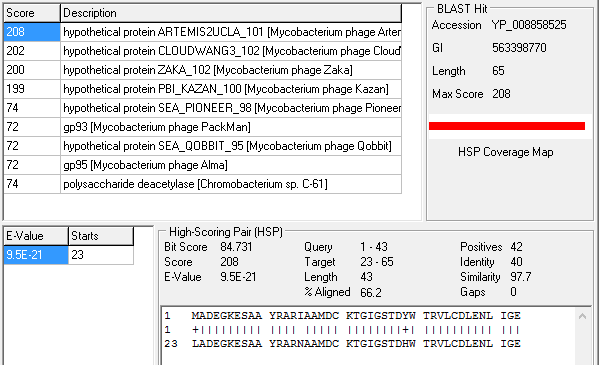 Score Description
208 hypothetical protein ARTEMIS2UCLA_101 [Mycobacterium phage Arter
202 hypothetical protein CLOUDWANG3_102 [Mycobacterium phage Cloud
200 hypothetical protein ZAKA_102 [Mycobacterium phage Zaka]
199 hypothetical protein PBI_KAZAN_100 [Mycobacterium phage Kazan]
74 hypothetical protein SEA_PIONEER_98 [Mycobacterium phage Pioneer
72 gp93 [Mycobacterium phage PackMan]
72 hypothetical protein SEA_QOBBIT_95 [Mycobacterium phage Qobbit]
72 gp95 [Mycobacterium phage Alma]
74 polysaccharide deacetylase [Chromobacterium sp. C-61]
BLAST Hit
Accession YP_008858525
GI 563398770
Length 65
Max Score 208
HSP Coverage Map
E-Value Starts
9.5E-21 23
High-Scoring Pair (HSP)
Bit Score 84.731 Query 1 - 43 Positives 42
Score 208 Target 23 - 65 Identity 40
E-Value 9.5E-21 Length 43 Similarity 97.7
% Aligned 66.2 Gaps 0
1 MADEGKESAA YRARIAAMDC KTGIGSTDYW TRVLCDLENL IGE
1 +||||||||| |||| ||||| ||||||||+| |||||||||| |||
23 LADEGKESAA YRARNAAMDC KTGIGSTDHW TRVLCDLENL IGE